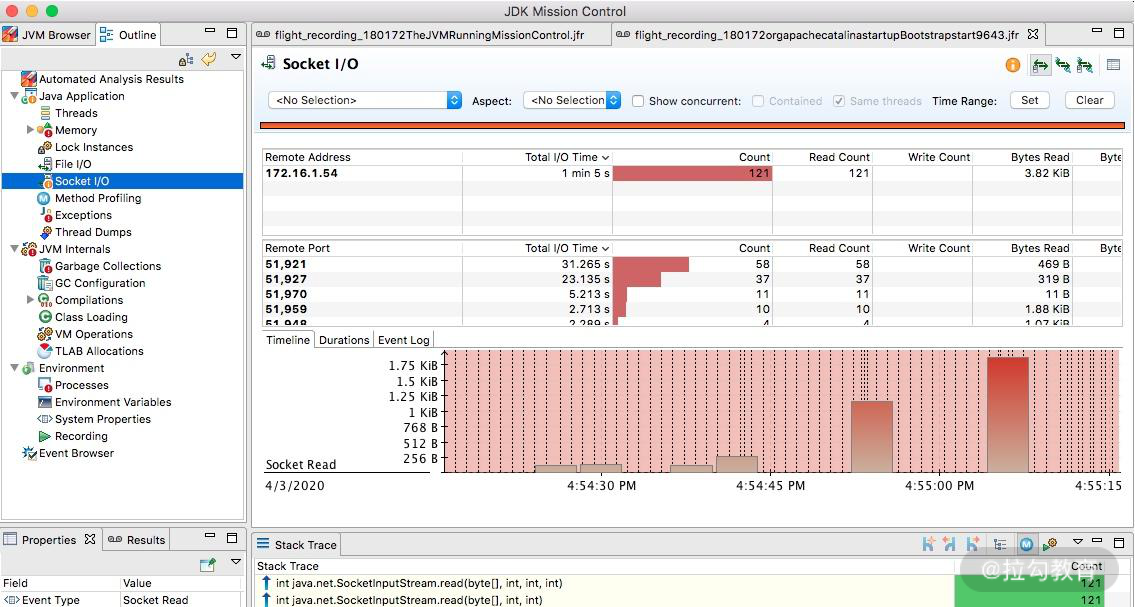 JDK Mission Control
JVM Browser
Outline
flight_recording_180172TheJVMRunningMissionControl.jfr
flight_recording_180172orgapachecatalinastartupBootstrapstart9643.jfr
Automated Analysis Results
Java Application
Threads
Memory
Lock Instances
File I/O
Socket I/O
Method Profiling
Exceptions
Thread Dumps
JVM Internals
Garbage Collections
GC Configuration
Compilations
Class Loading
VM Operations
TLAB Allocations
Environment
Processes
Environment Variables
System Properties
Recording
Event Browser
Socket I/O
<No Selection> Aspect: <No Selection Show concurrent: Contained Same threads Time Range: Set Clear
Remote Address Total I/O Time Count Read Count Write Count Bytes Read Byte
172.16.1.54 1 min 5 s 121 121 3.82 KiB
Remote Port Total I/O Time Count Read Count Write Count Bytes Read Byte
51,921 31.265 s 58 58 469 B
51,927 23.135 s 37 37 319 B
51,970 5.213 s 11 11 11 B
51,959 2.713 s 10 10 1.88 KiB
51,948 2.289 s 4 4 1.07 KiB
Timeline Durations Event Log
1.75 KiB
1.5 KiB
1.25 KiB
1 KiB
768 B
512 B
256 B
Socket Read
4/3/2020 4:54:30 PM 4:54:45 PM 4:55:00 PM 4:55:15
Properties Results
Field Value
Event Type Socket Read
Stack Trace
Stack Trace Count
int java.net.SocketInputStream.read(byte[], int, int, int) 121
int java.net.SocketInputStream.read(byte[], int, int) 121
@拉勾教育